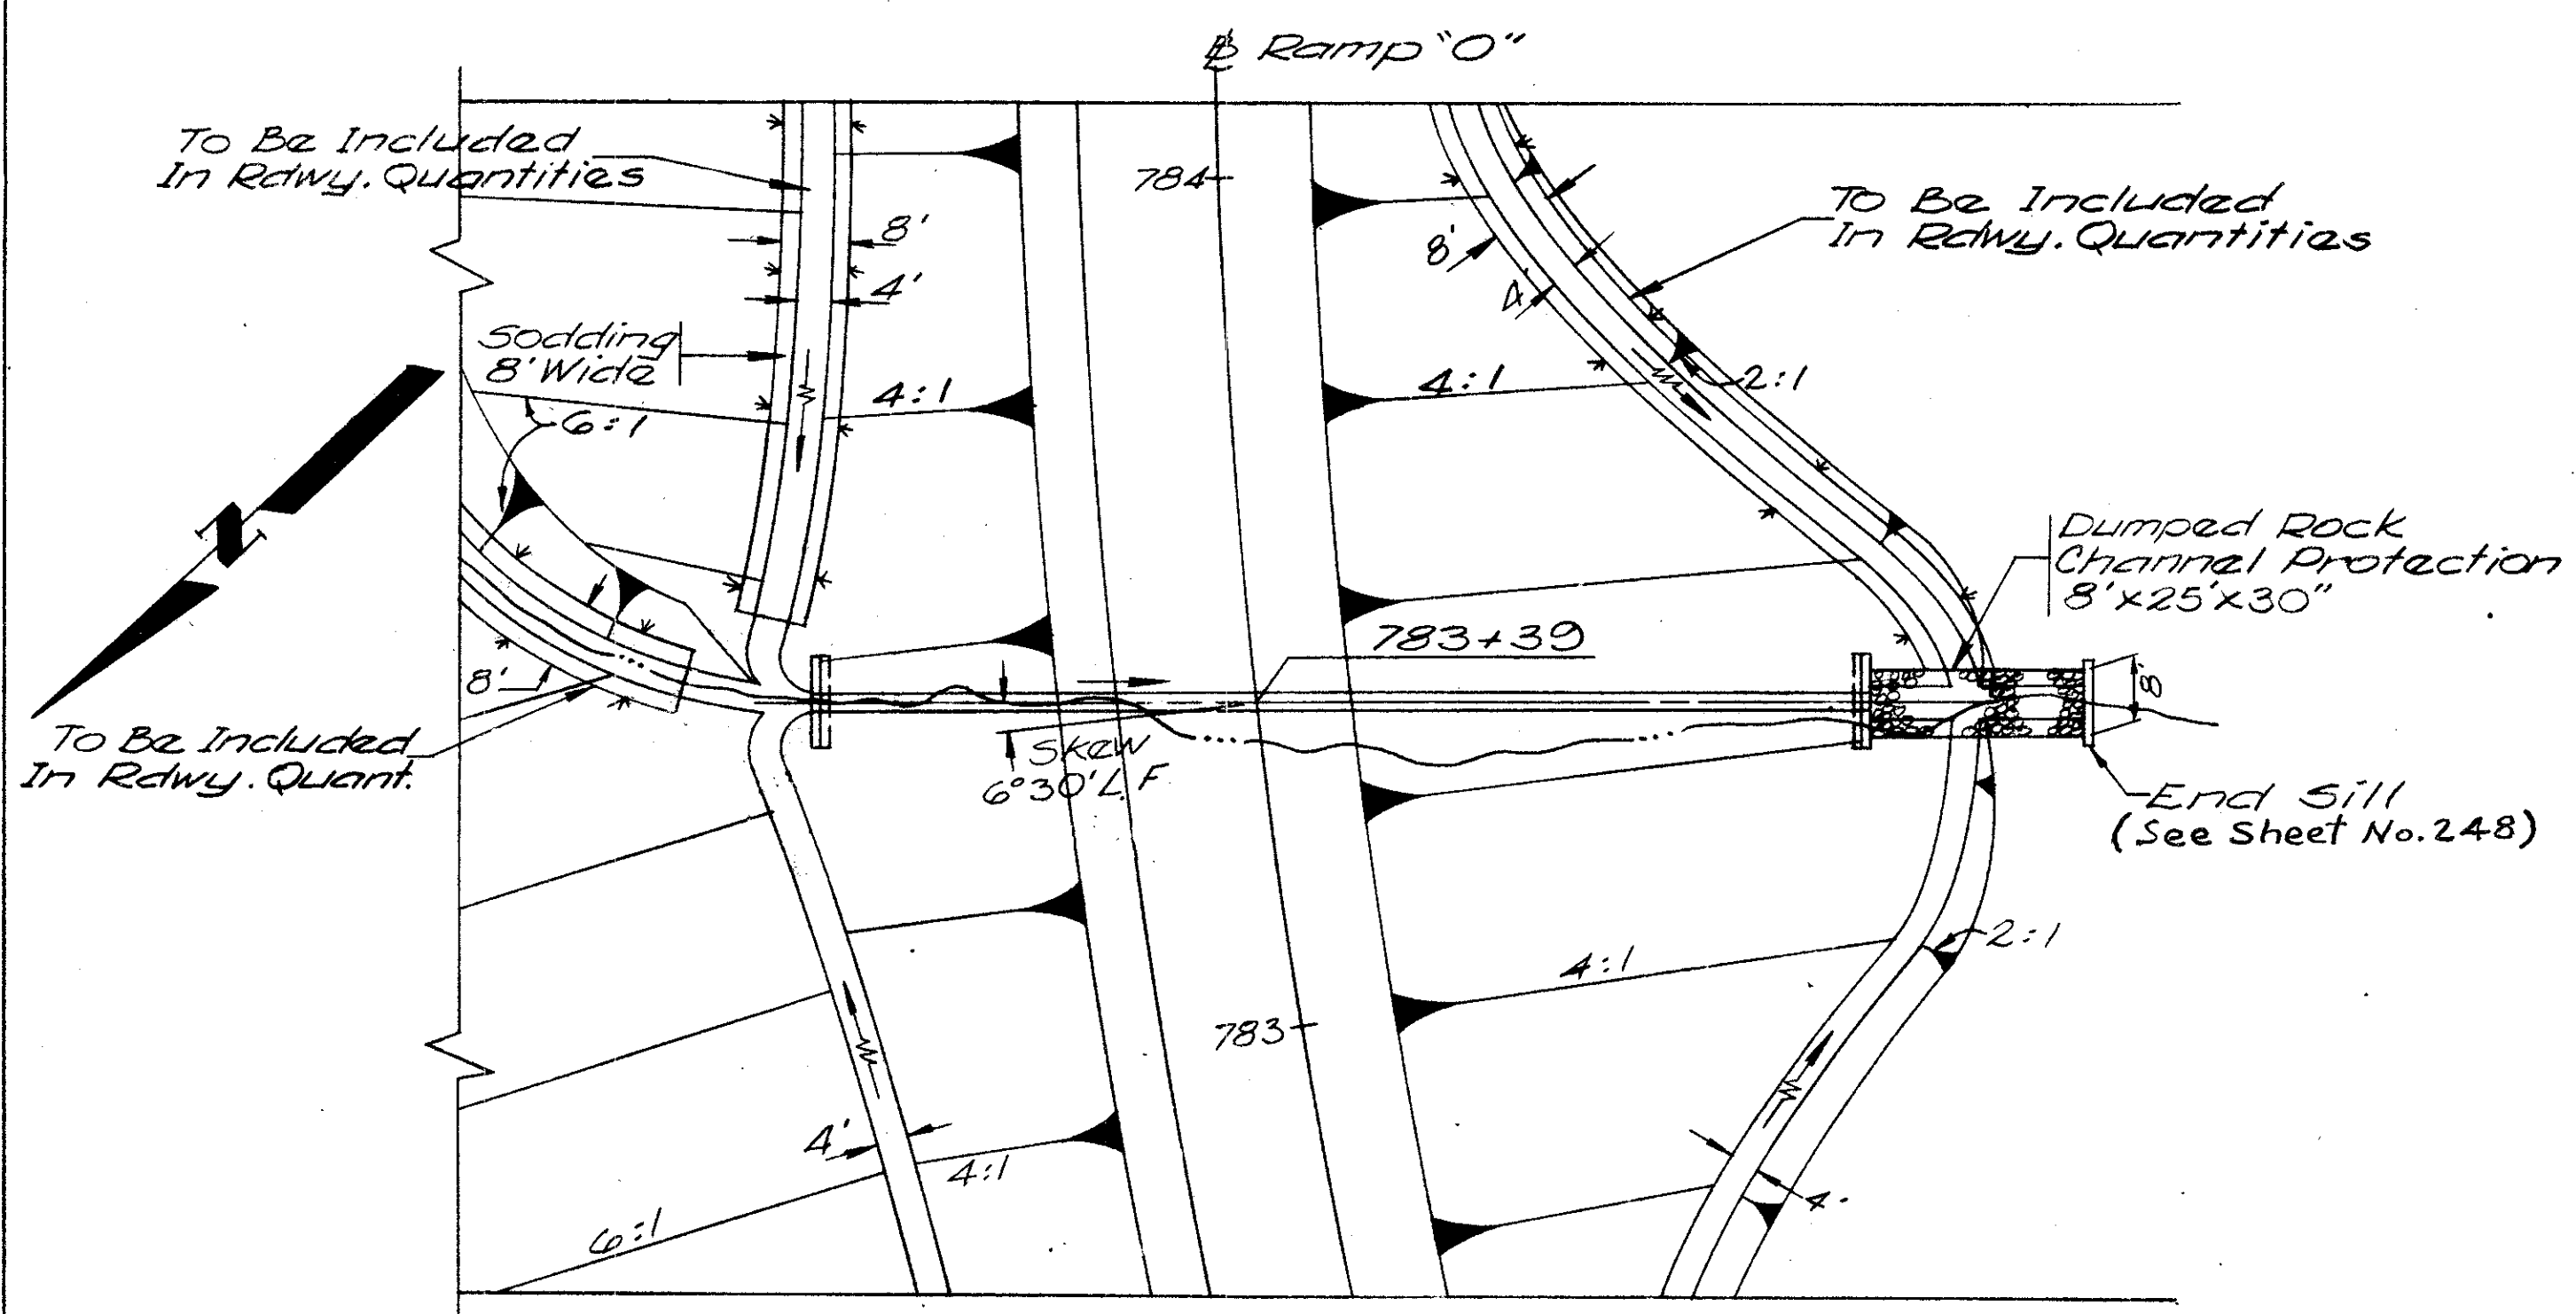 ℄ Ramp "O"
To Be Included
In Rdwy. Quantities
784
8'
4'
To Be Included
In Rdwy. Quantities
8'
4'
Sodding
8' Wide
6:1
4:1
4:1
2:1
N
Dumped Rock
Channel Protection
8'x25'x30"
783+39
8'
8'
To Be Included
In Rdwy. Quant.
Skew
6°30' L.F
End Sill
(See Sheet No. 248)
2:1
4:1
783
4'
4:1
4'
6:1